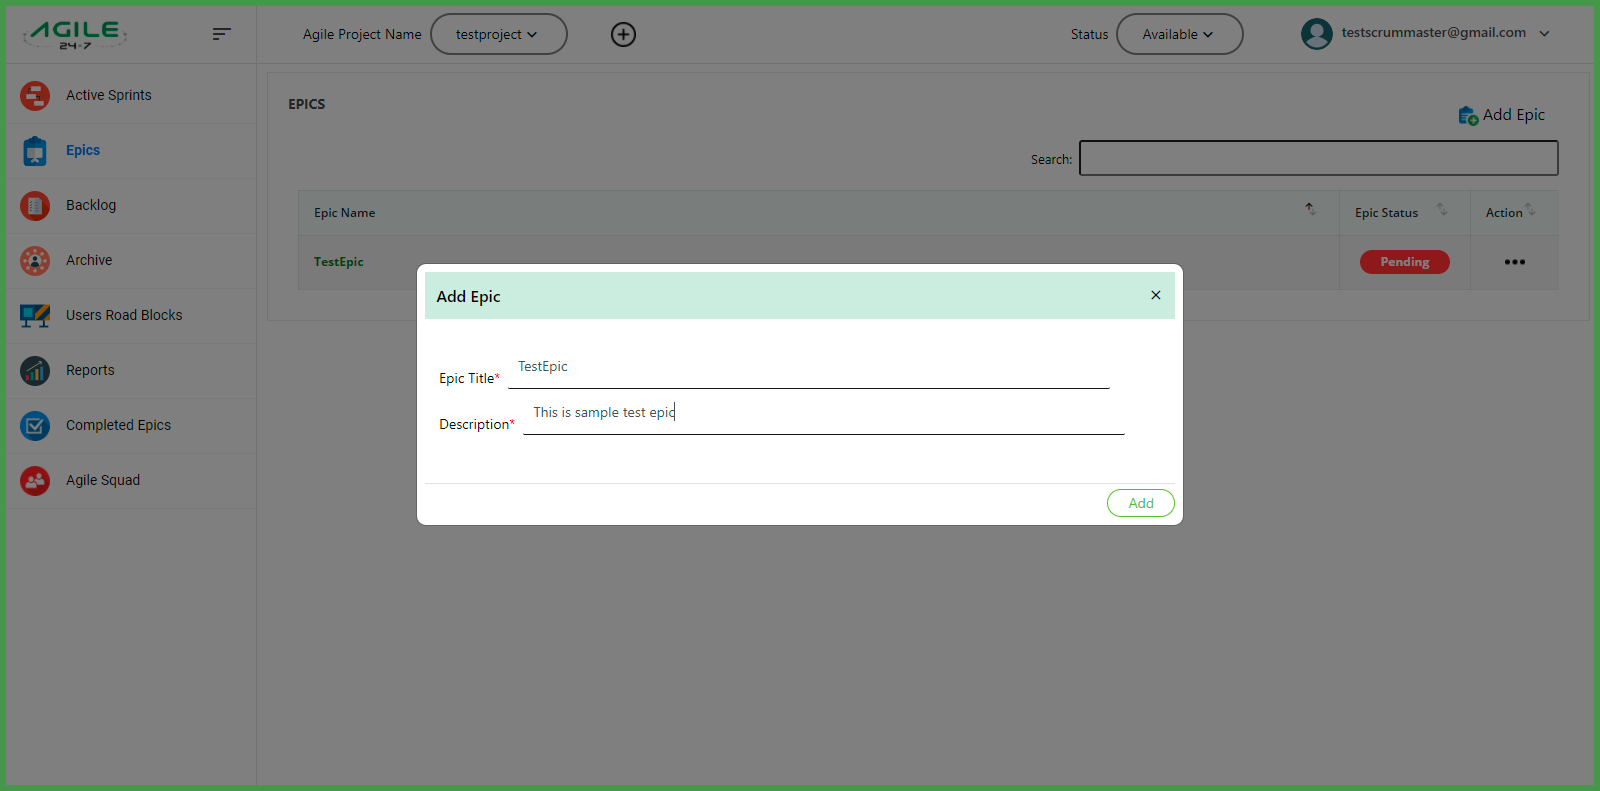 AGILE
24*7
Agile Project Name testproject
Status Available
testscrummaster@gmail.com
Active Sprints
Epics
Backlog
Archive
Users Road Blocks
Reports
Completed Epics
Agile Squad
EPICS
Add Epic
Search:
Epic Name Epic Status Action
TestEpic Pending
Add Epic
Epic Title* TestEpic
Description* This is sample test epic
Add